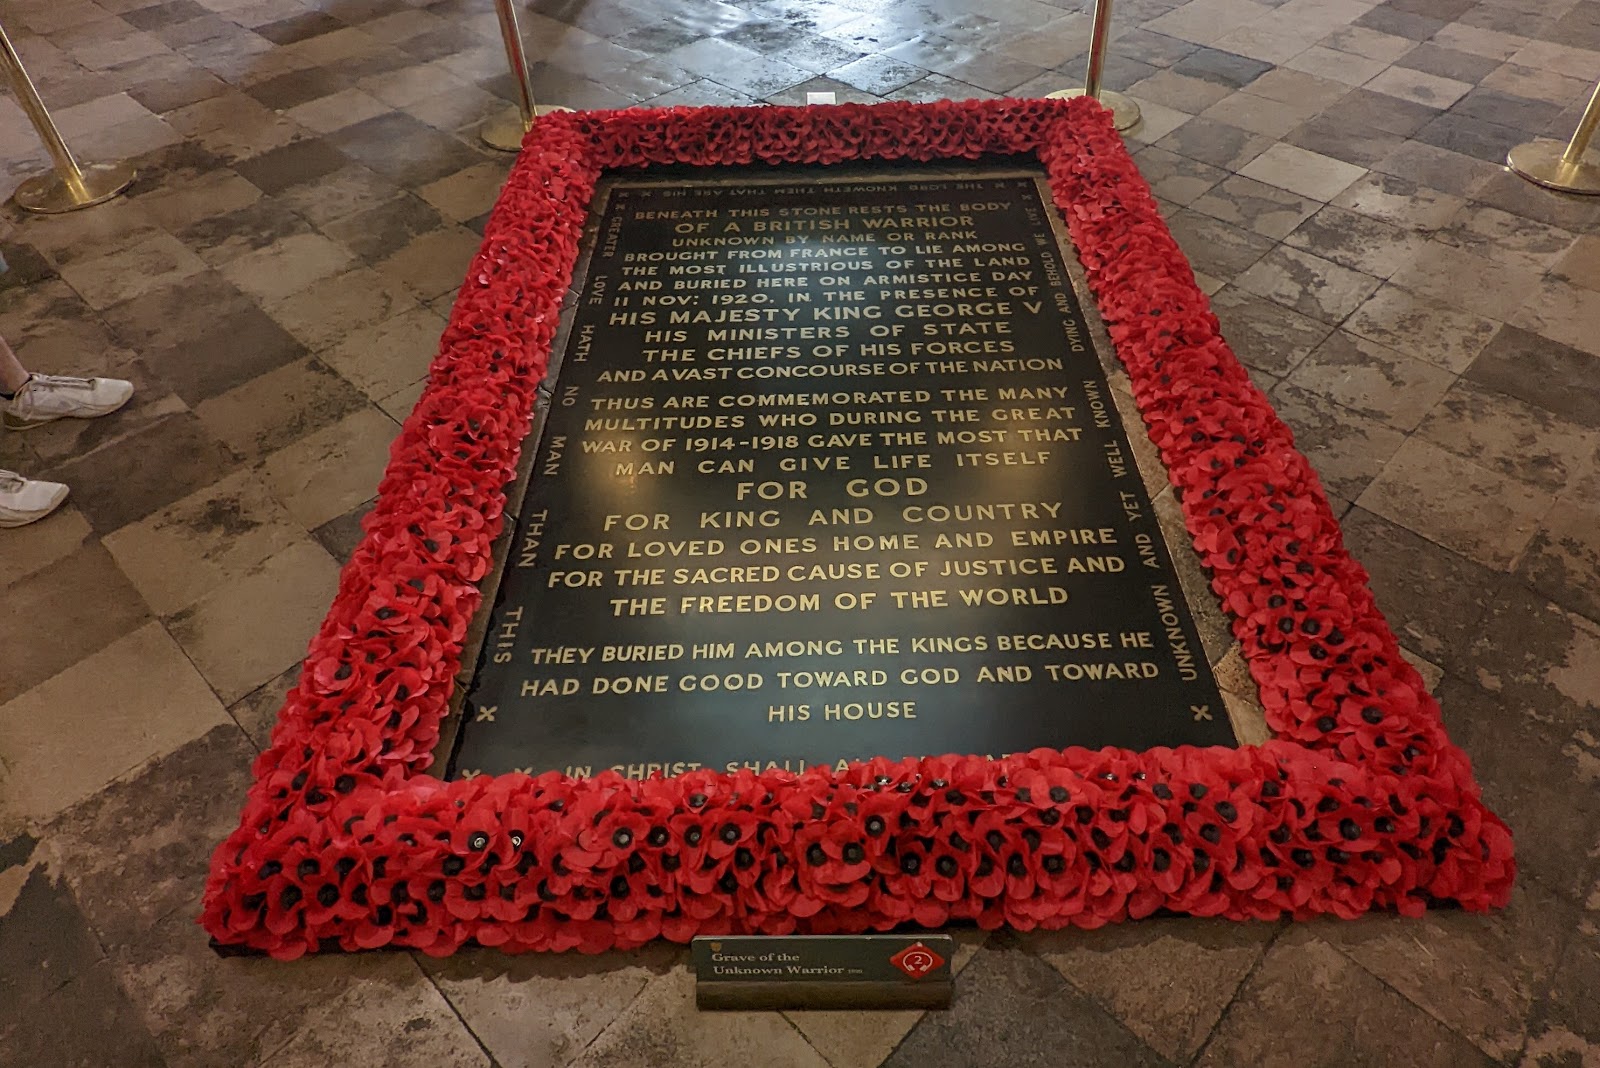 THE LORD KNOWETH THEM THAT ARE HIS
BENEATH THIS STONE RESTS THE BODY
OF A BRITISH WARRIOR
UNKNOWN BY NAME OR RANK
BROUGHT FROM FRANCE TO LIE AMONG
THE MOST ILLUSTRIOUS OF THE LAND
AND BURIED HERE ON ARMISTICE DAY
11 NOV: 1920. IN THE PRESENCE OF
HIS MAJESTY KING GEORGE V
HIS MINISTERS OF STATE
THE CHIEFS OF HIS FORCES
AND A VAST CONCOURSE OF THE NATION
THUS ARE COMMEMORATED THE MANY
MULTITUDES WHO DURING THE GREAT
WAR OF 1914-1918 GAVE THE MOST THAT
MAN CAN GIVE LIFE ITSELF
FOR GOD
FOR KING AND COUNTRY
FOR LOVED ONES HOME AND EMPIRE
FOR THE SACRED CAUSE OF JUSTICE AND
THE FREEDOM OF THE WORLD
THEY BURIED HIM AMONG THE KINGS BECAUSE HE
HAD DONE GOOD TOWARD GOD AND TOWARD
HIS HOUSE
GREATER LOVE HATH NO MAN THAN THIS
UNKNOWN AND YET WELL KNOWN DYING AND BEHOLD WE LIVE
IN CHRIST SHALL
Grave of the
Unknown Warrior
2